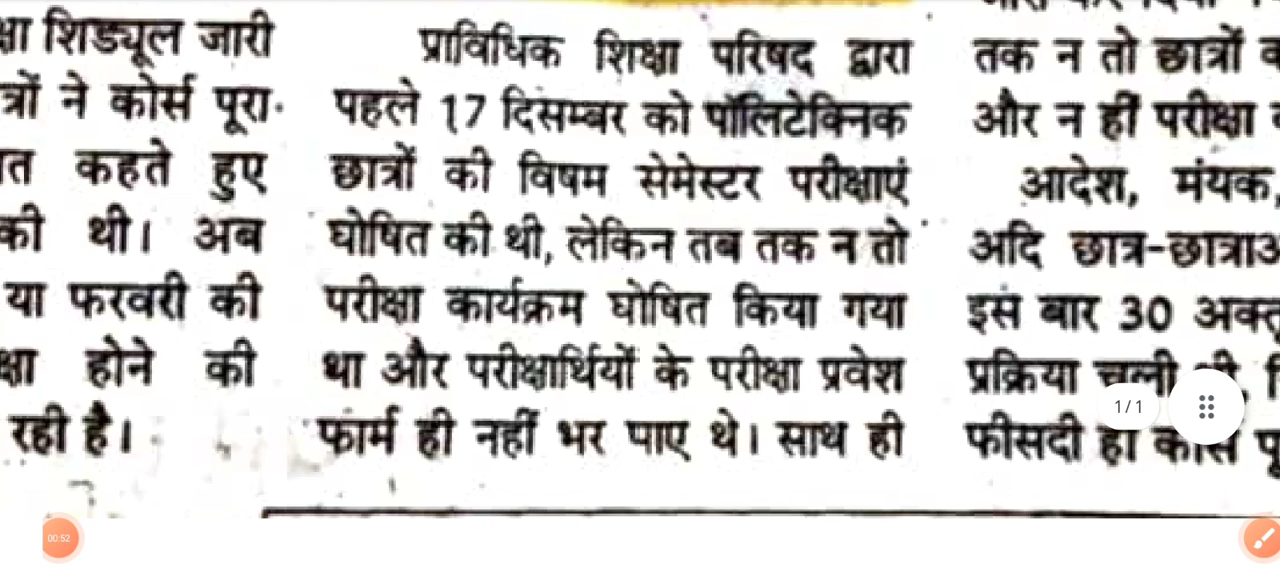 शिड्यूल जारी
ने कोर्स पूरा
कहते हुए
की थी। अब
या फरवरी की
होने की
रही है।
प्राविधिक शिक्षा परिषद द्वारा
पहले 17 दिसम्बर को पॉलिटेक्निक
छात्रों की विषम सेमेस्टर परीक्षाएं
घोषित की थी, लेकिन तब तक न तो
परीक्षा कार्यक्रम घोषित किया गया
था और परीक्षार्थियों के परीक्षा प्रवेश
फार्म ही नहीं भर पाए थे। साथ ही
तक न तो छात्रों
और न हीं परीक्षा
आदेश, मंयक,
अदि छात्र-छात्राअ
इस बार 30
प्रक्रिया चली
फीसदी ही कोर्स
1/1
00:52